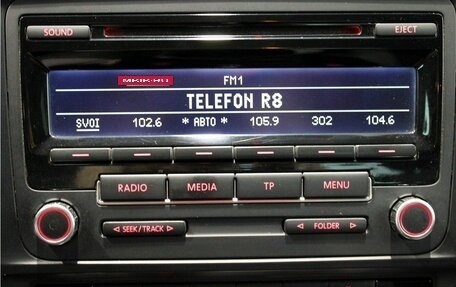 SOUND EJECT
FM1
TELEFON R8
SVOI 102.6 * АВТО * 105.9 302 104.6
RADIO MEDIA TP MENU
◁ SEEK/TRACK ▷ ◁ FOLDER ▷